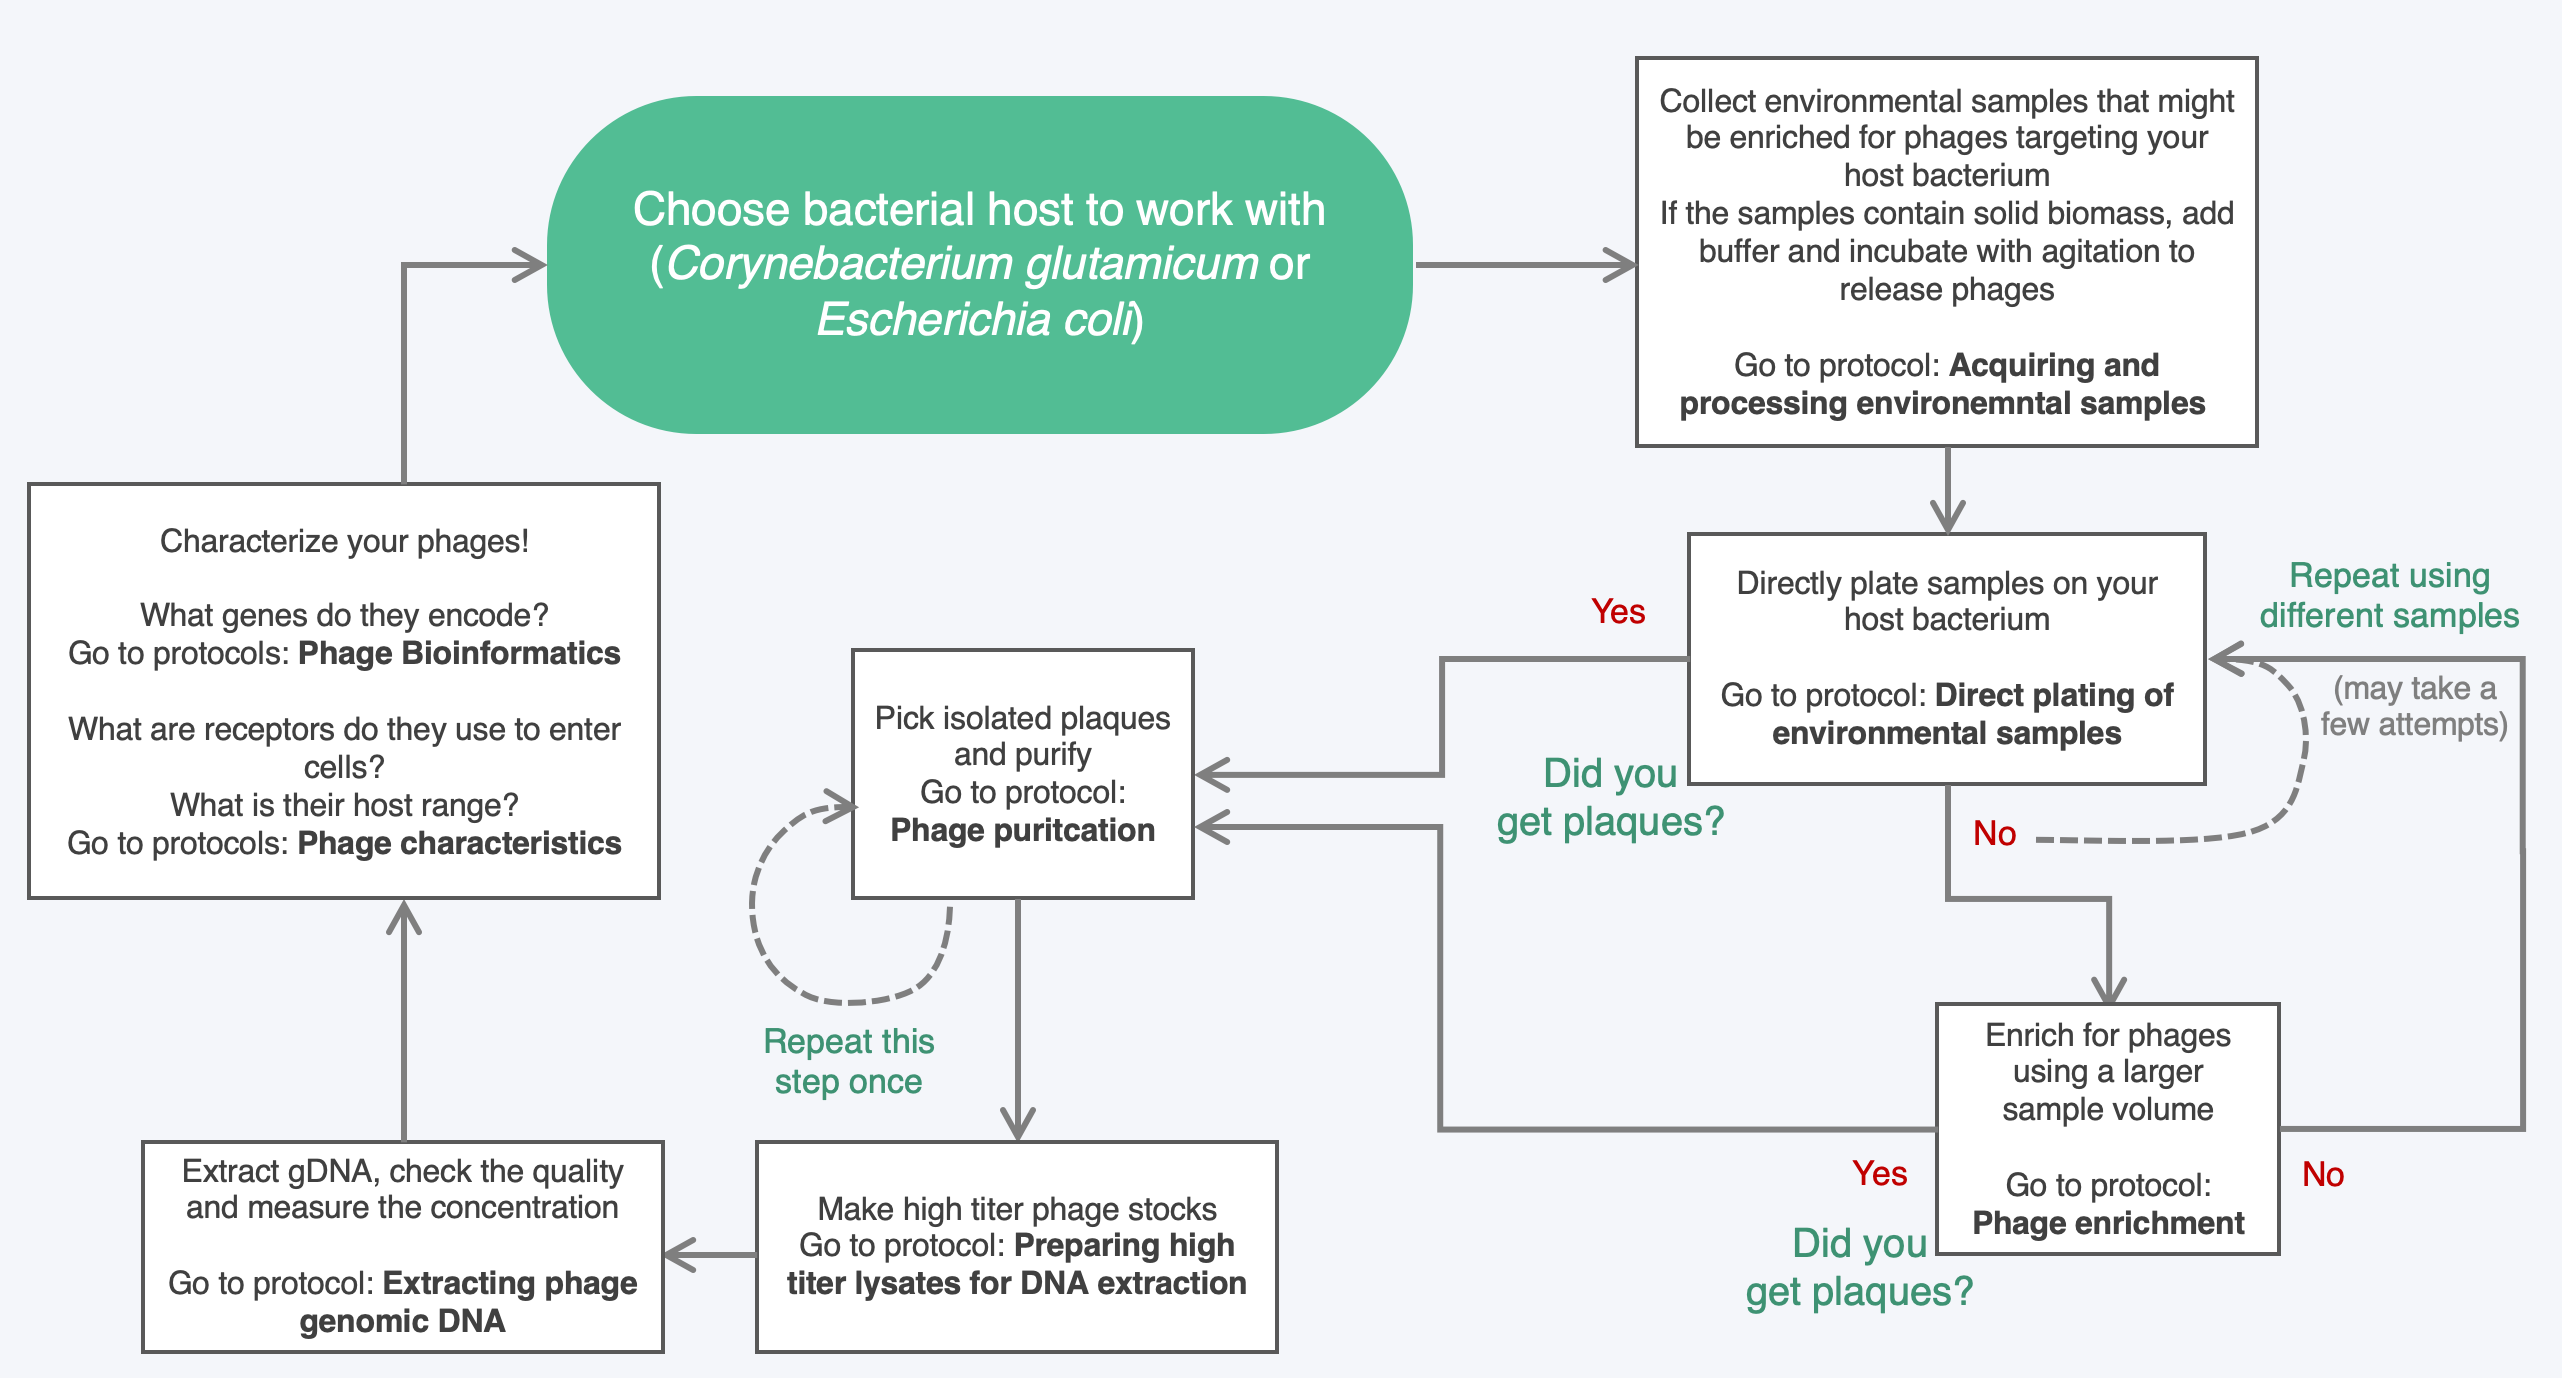 Choose bacterial host to work with
(Corynebacterium glutamicum or
Escherichia coli)
Collect environmental samples that might
be enriched for phages targeting your
host bacterium
If the samples contain solid biomass, add
buffer and incubate with agitation to
release phages
Go to protocol: Acquiring and
processing environemntal samples
Directly plate samples on your
host bacterium
Go to protocol: Direct plating of
environmental samples
Repeat using
different samples
(may take a
few attempts)
Yes
Did you
get plaques?
No
Enrich for phages
using a larger
sample volume
Go to protocol:
Phage enrichment
Yes
Did you
get plaques?
No
Pick isolated plaques
and purify
Go to protocol:
Phage puritcation
Repeat this
step once
Make high titer phage stocks
Go to protocol: Preparing high
titer lysates for DNA extraction
Extract gDNA, check the quality
and measure the concentration
Go to protocol: Extracting phage
genomic DNA
Characterize your phages!
What genes do they encode?
Go to protocols: Phage Bioinformatics
What are receptors do they use to enter
cells?
What is their host range?
Go to protocols: Phage characteristics